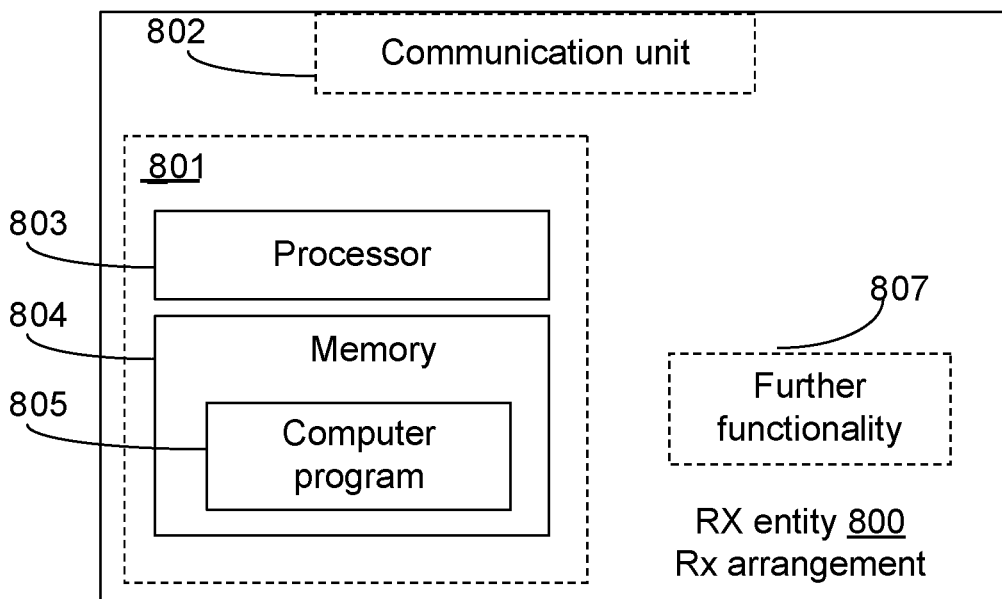 802
Communication unit
801
803
Processor
804
Memory
805
Computer
program
807
Further
functionality
RX entity 800
Rx arrangement